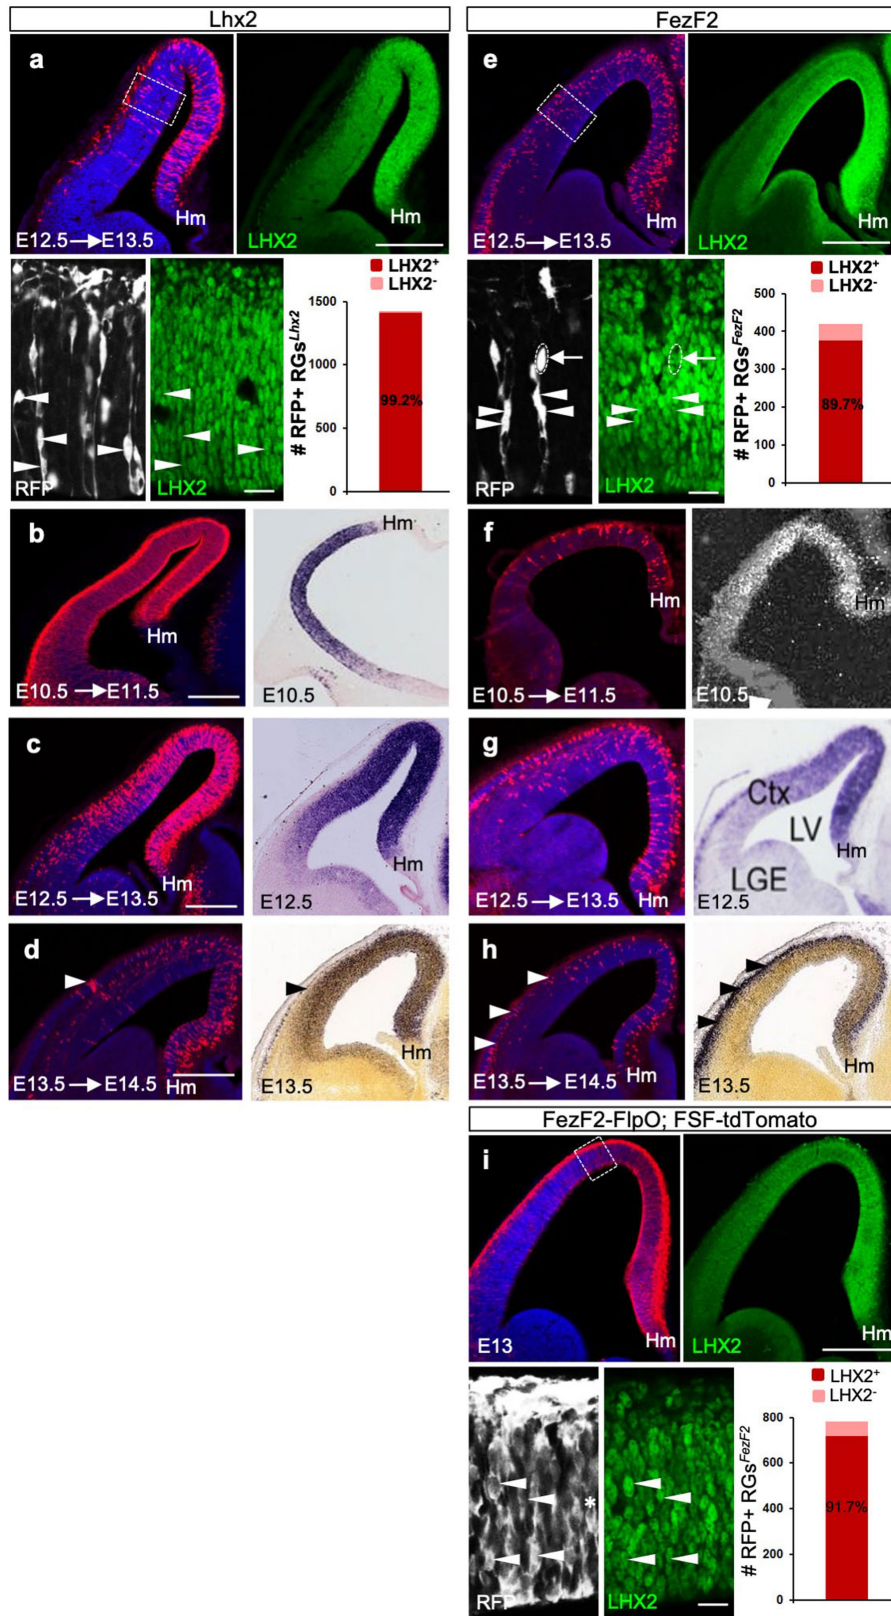 Lhx2
a
E12.5→E13.5
Hm
LHX2
Hm
RFP
LHX2
LHX2+
LHX2-
# RFP+ RGsLhx2
1500
1000
500
0
99.2%
b
E10.5→E11.5
Hm
E10.5
Hm
c
E12.5→E13.5
Hm
E12.5
Hm
d
E13.5→E14.5
Hm
E13.5
Hm
FezF2
e
E12.5→E13.5
Hm
LHX2
Hm
RFP
LHX2
LHX2+
LHX2-
# RFP+ RGsFezF2
500
400
300
200
100
0
89.7%
f
E10.5→E11.5
Hm
E10.5
Hm
g
E12.5→E13.5
Hm
Ctx
LV
LGE
E12.5
Hm
h
E13.5→E14.5
Hm
E13.5
Hm
FezF2-FlpO; FSF-tdTomato
i
E13
Hm
LHX2
Hm
RFP
*
LHX2
LHX2+
LHX2-
# RFP+ RGsFezF2
800
600
400
200
0
91.7%